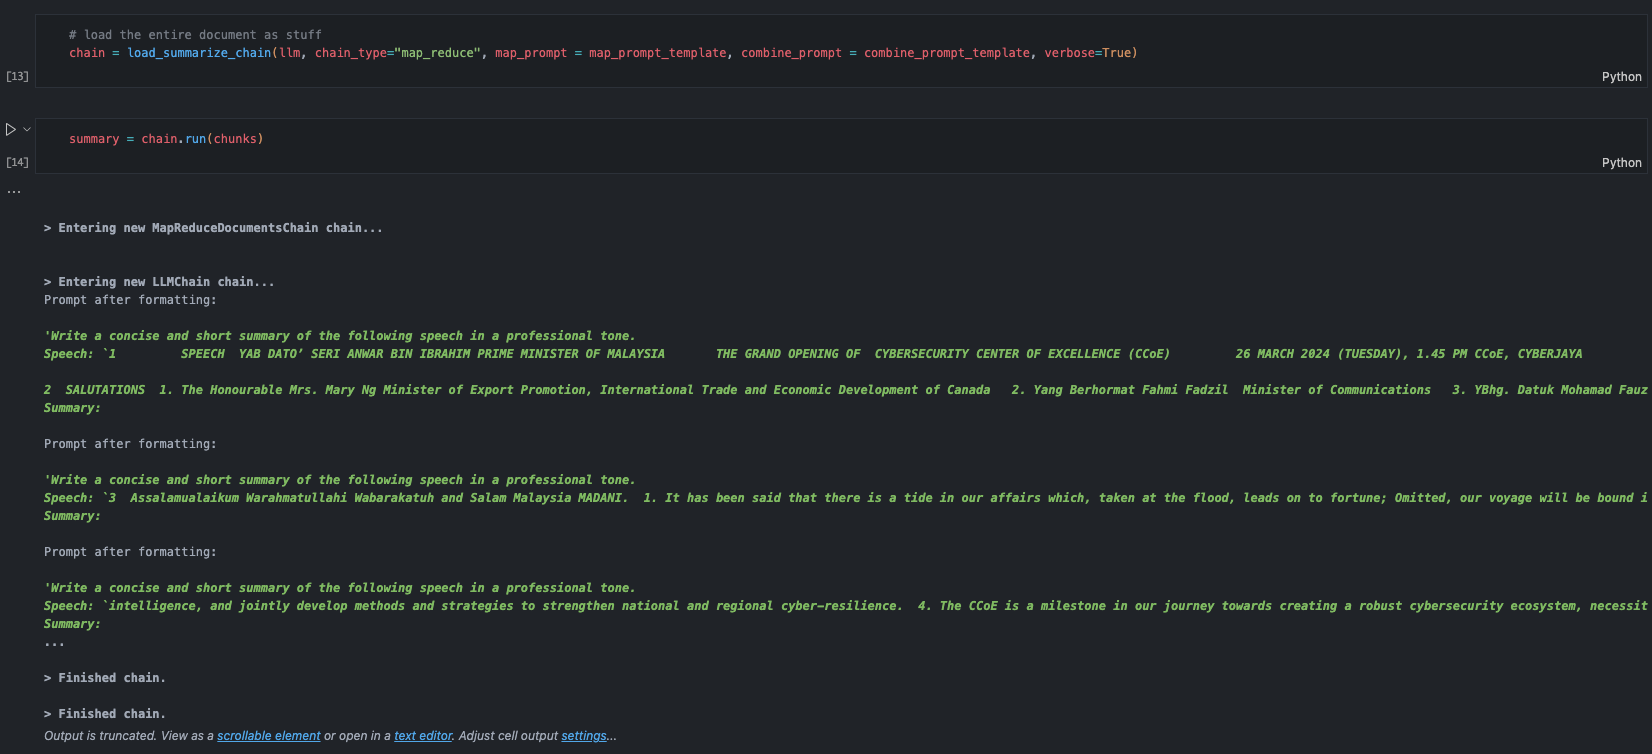 # load the entire document as stuff
chain = load_summarize_chain(llm, chain_type="map_reduce", map_prompt = map_prompt_template, combine_prompt = combine_prompt_template, verbose=True)
[13]
Python
summary = chain.run(chunks)
[14]
Python
...
> Entering new MapReduceDocumentsChain chain...
> Entering new LLMChain chain...
Prompt after formatting:
'Write a concise and short summary of the following speech in a professional tone.
Speech: `1 SPEECH YAB DATO’ SERI ANWAR BIN IBRAHIM PRIME MINISTER OF MALAYSIA THE GRAND OPENING OF CYBERSECURITY CENTER OF EXCELLENCE (CCoE) 26 MARCH 2024 (TUESDAY), 1.45 PM CCoE, CYBERJAYA
2 SALUTATIONS 1. The Honourable Mrs. Mary Ng Minister of Export Promotion, International Trade and Economic Development of Canada 2. Yang Berhormat Fahmi Fadzil Minister of Communications 3. YBhg. Datuk Mohamad Fauz
Summary:
Prompt after formatting:
'Write a concise and short summary of the following speech in a professional tone.
Speech: `3 Assalamualaikum Warahmatullahi Wabarakatuh and Salam Malaysia MADANI. 1. It has been said that there is a tide in our affairs which, taken at the flood, leads on to fortune; Omitted, our voyage will be bound i
Summary:
Prompt after formatting:
'Write a concise and short summary of the following speech in a professional tone.
Speech: `intelligence, and jointly develop methods and strategies to strengthen national and regional cyber-resilience. 4. The CCoE is a milestone in our journey towards creating a robust cybersecurity ecosystem, necessit
Summary:
...
> Finished chain.
> Finished chain.
Output is truncated. View as a scrollable element or open in a text editor. Adjust cell output settings...